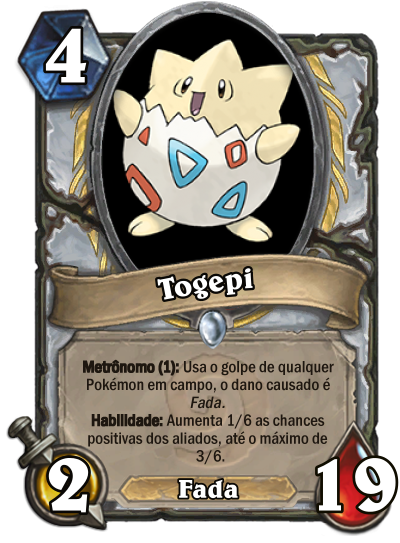 4
Togepi
Metrônomo (1): Usa o golpe de qualquer
Pokémon em campo, o dano causado é
Fada.
Habilidade: Aumenta 1/6 as chances
positivas dos aliados, até o máximo de
3/6.
2
Fada
19